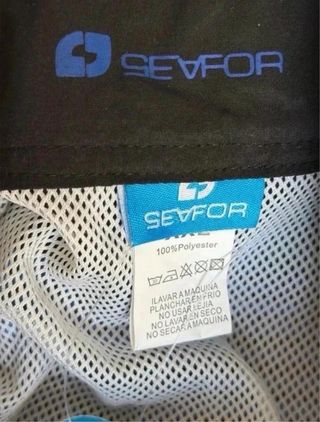 SEAFOR
SEAFOR
100%Polyester
ILAVAR A MAQUINA
PLANCHAR EN FRIO
NO USAR LEJIA
NO LAVAR EN SECO
NO SECAR A MAQUINA